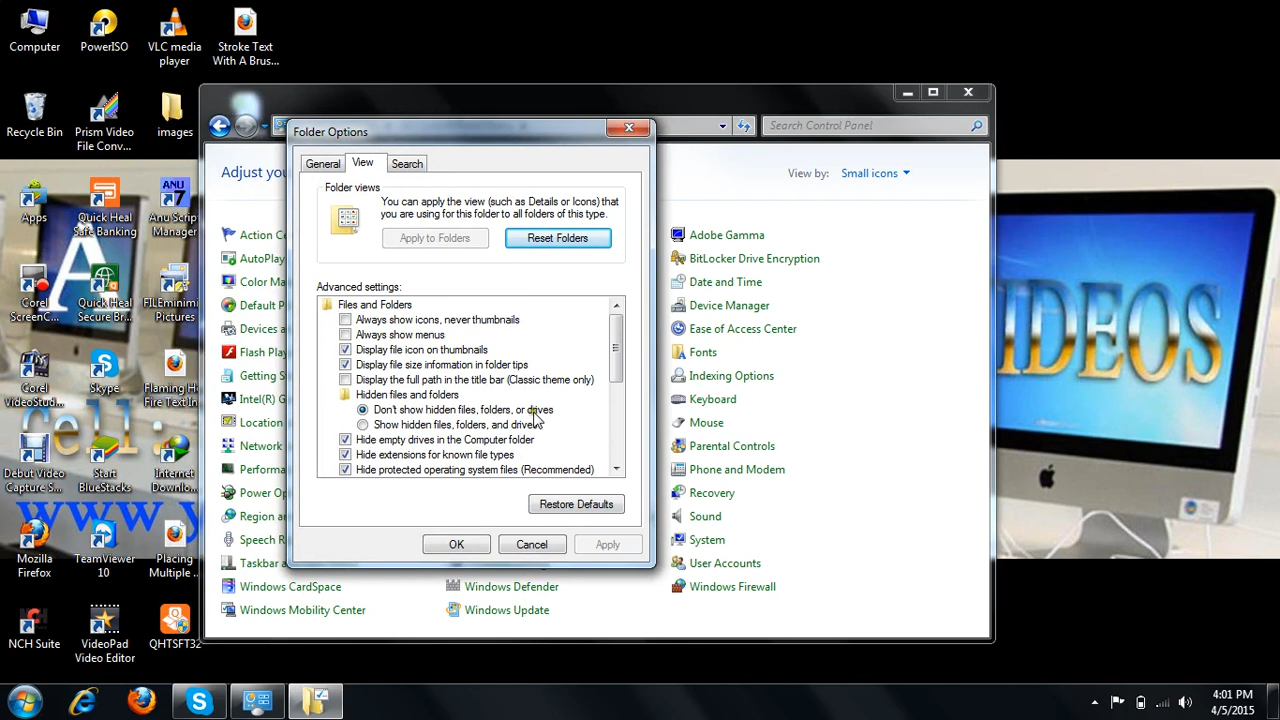 Computer
PowerISO
VLC media
player
Stroke Text
With A Brus...
Recycle Bin
Prism Video
File Conv...
images
Apps
Quick Heal
Safe Banking
Anu Script
Manager
Corel
ScreenC...
Quick Heal
Secure Br...
FILEminimi...
Pictures
Corel
VideoStud...
Skype
Flaming Ho...
Fire Text i...
Debut Video
Capture S...
Start
BlueStacks
Internet
Downlo...
Mozilla
Firefox
TeamViewer
10
Placing
Multiple ...
NCH Suite
VideoPad
Video Editor
QHTSFT32
Search Control Panel
Adjust you
View by: Small icons
Action C
AutoPlay
Color Ma
Default P
Devices a
Flash Play
Getting S
Intel(R) G
Location
Network
Performa
Power Op
Region an
Speech R
Taskbar a
Windows CardSpace
Windows Mobility Center
Windows Defender
Windows Update
Adobe Gamma
BitLocker Drive Encryption
Date and Time
Device Manager
Ease of Access Center
Fonts
Indexing Options
Keyboard
Mouse
Parental Controls
Phone and Modem
Recovery
Sound
System
User Accounts
Windows Firewall
Folder Options
General
View
Search
Folder views
You can apply the view (such as Details or Icons) that
you are using for this folder to all folders of this type.
Apply to Folders
Reset Folders
Advanced settings:
Files and Folders
Always show icons, never thumbnails
Always show menus
Display file icon on thumbnails
Display file size information in folder tips
Display the full path in the title bar (Classic theme only)
Hidden files and folders
Don't show hidden files, folders, or drives
Show hidden files, folders, and drives
Hide empty drives in the Computer folder
Hide extensions for known file types
Hide protected operating system files (Recommended)
Restore Defaults
OK
Cancel
Apply
4:01 PM
4/5/2015